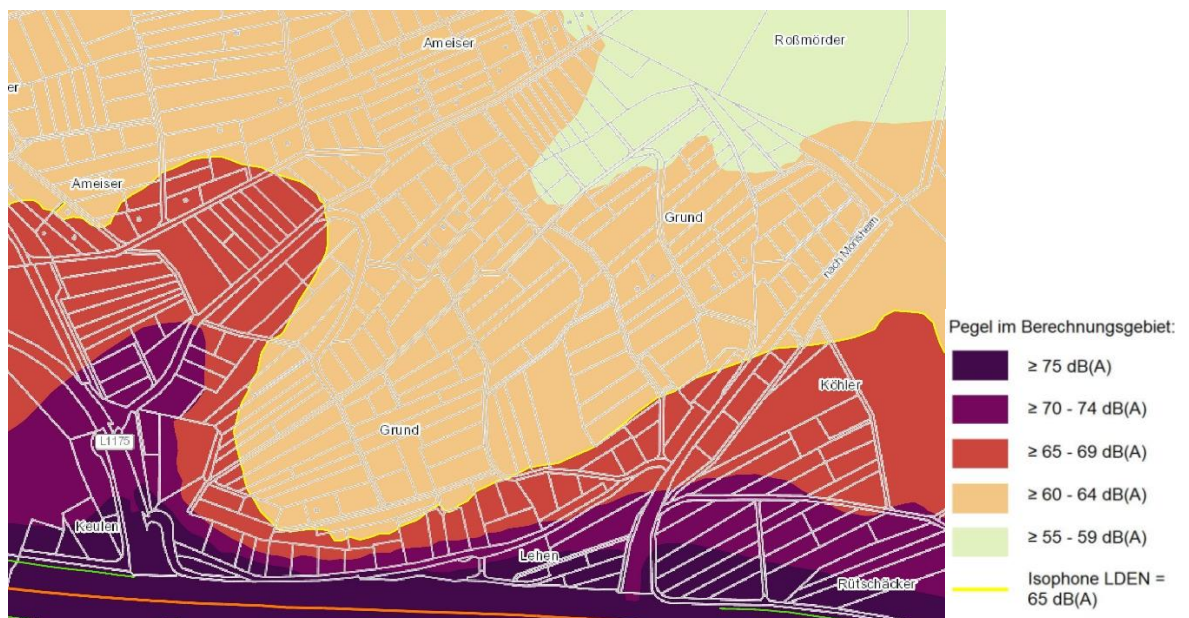 Ameiser
Roßmörder
er
Ameiser
Grund
nach Mönsheim
Köhler
Grund
L1175
Keulen
Lehen
Rütschäcker
Pegel im Berechnungsgebiet:
≥ 75 dB(A)
≥ 70 - 74 dB(A)
≥ 65 - 69 dB(A)
≥ 60 - 64 dB(A)
≥ 55 - 59 dB(A)
Isophone LDEN =
65 dB(A)